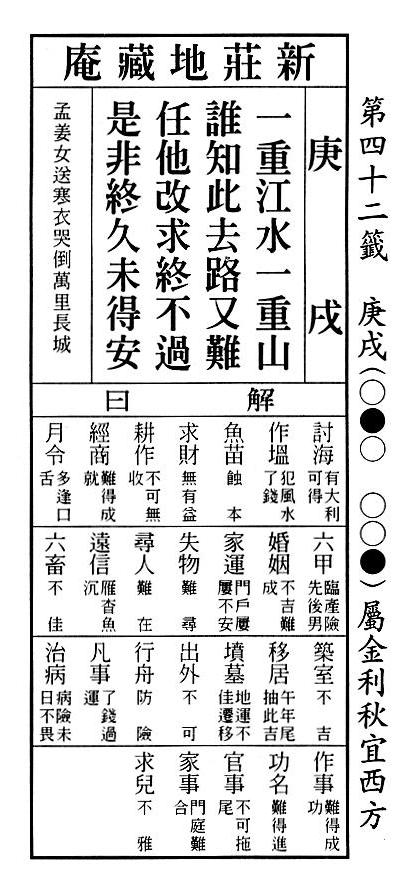 第四十二籤 庚戌(○●○ ○○●)屬金利秋宜西方
新莊地藏庵
庚戌
一重江水一重山
誰知此去路又難
任他改求終不過
是非終久未得安
孟姜女送寒衣哭倒萬里長城
解曰
討海 有大利可得
作塭 犯風水了錢
魚苗 蝕本
求財 無有益
耕作 不可無收
經商 難得成就
月令 多逢口舌
六甲 臨產險先後男
婚姻 不吉難成
家運 門戶屢屢不安
失物 難尋
尋人 難在
遠信 雁杳魚沉
六畜 不佳
築室 不吉
移居 午年尾抽此吉
墳墓 地運不佳遷移
出外 不可
行舟 防險
凡事 了錢過運
治病 病險未日不畏
作事 難得成功
功名 難得進
官事 不可拖尾
家事 門庭難合
求兒 不雅